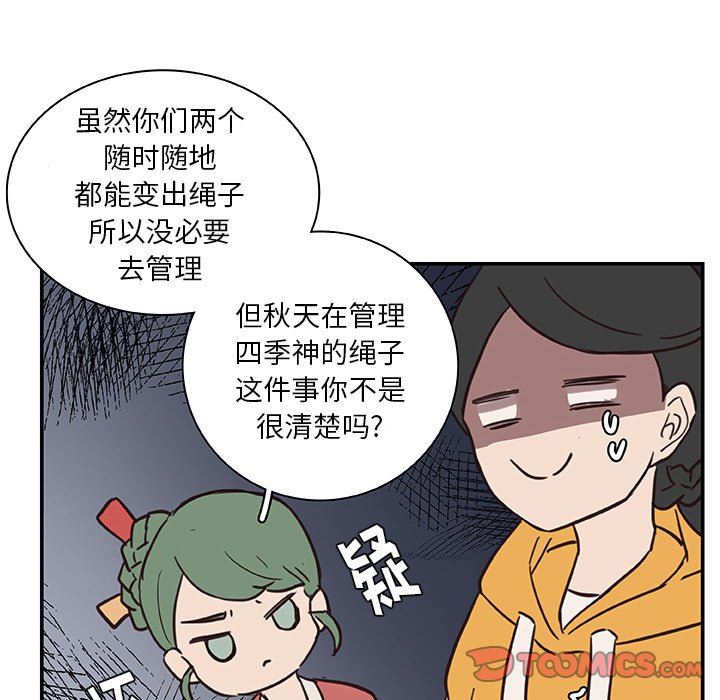 虽然你们两个
随时随地
都能变出绳子
所以没必要
去管理
但秋天在管理
四季神的绳子
这件事你不是
很清楚吗?
疑
TOOMICS.COM